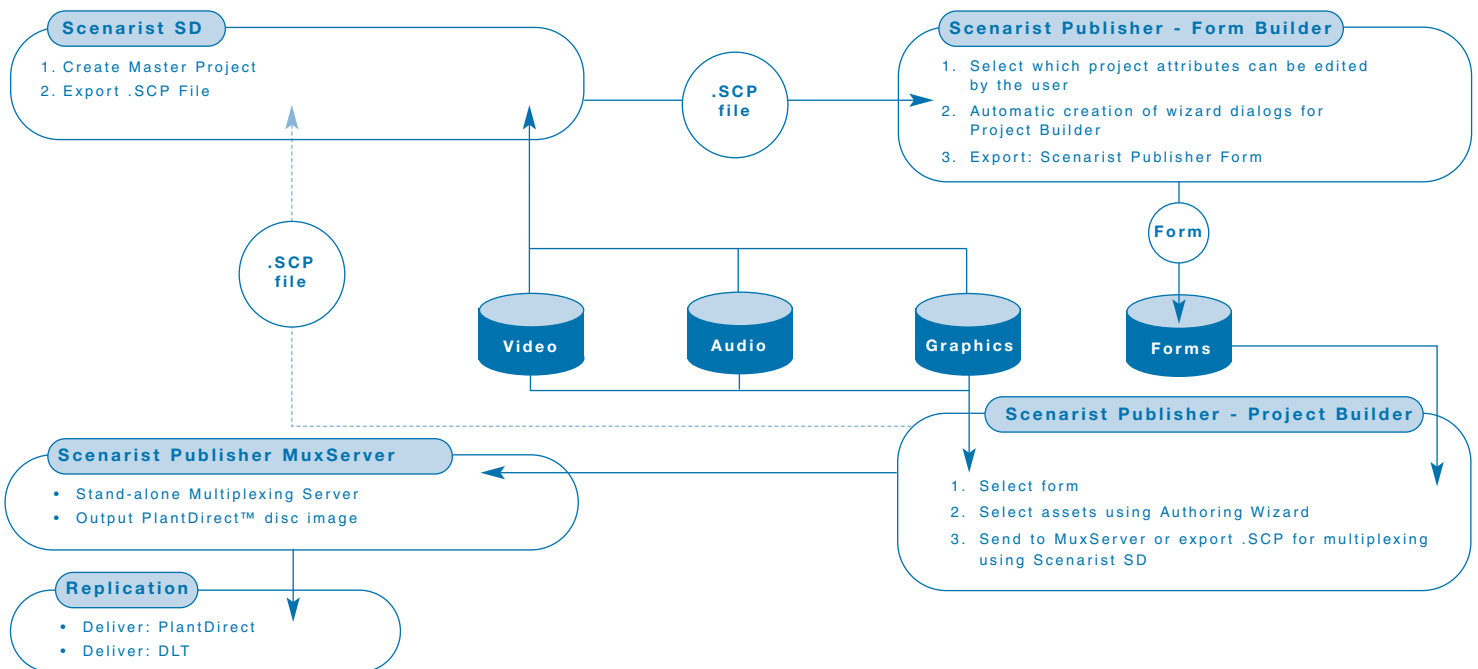 Scenarist SD
1. Create Master Project
2. Export .SCP File
.SCP
file
Scenarist Publisher - Form Builder
1. Select which project attributes can be edited
by the user
2. Automatic creation of wizard dialogs for
Project Builder
3. Export: Scenarist Publisher Form
Form
.SCP
file
Video
Audio
Graphics
Forms
Scenarist Publisher - Project Builder
1. Select form
2. Select assets using Authoring Wizard
3. Send to MuxServer or export .SCP for multiplexing
using Scenarist SD
Scenarist Publisher MuxServer
• Stand-alone Multiplexing Server
• Output PlantDirect™ disc image
Replication
• Deliver: PlantDirect
• Deliver: DLT